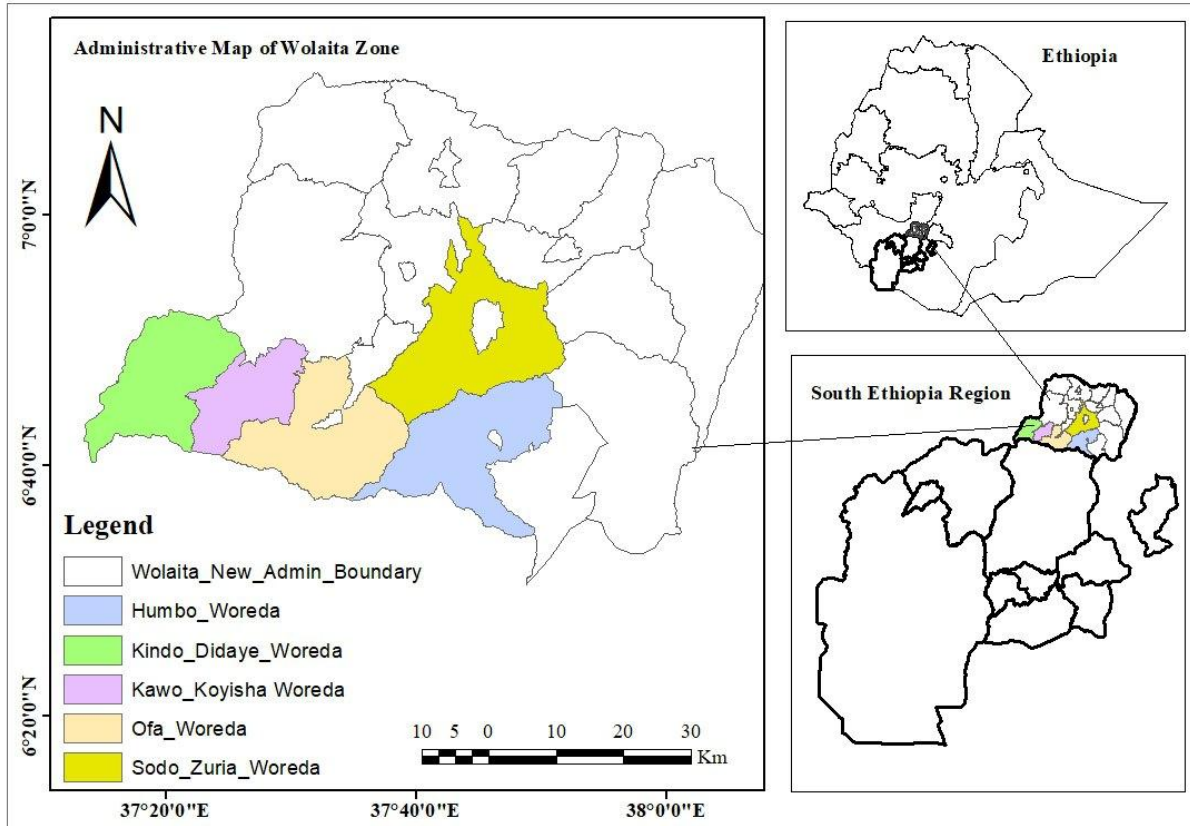 Administrative Map of Wolaita Zone
N
7°0'0"N
6°40'0"N
6°20'0"N
Legend
Wolaita_New_Admin_Boundary
Humbo_Woreda
Kindo_Didaye_Woreda
Kawo_Koyisha Woreda
Ofa_Woreda
Sodo_Zuria_Woreda
10 5 0 10 20 30
Km
37°20'0"E 37°40'0"E 38°0'0"E
Ethiopia
South Ethiopia Region